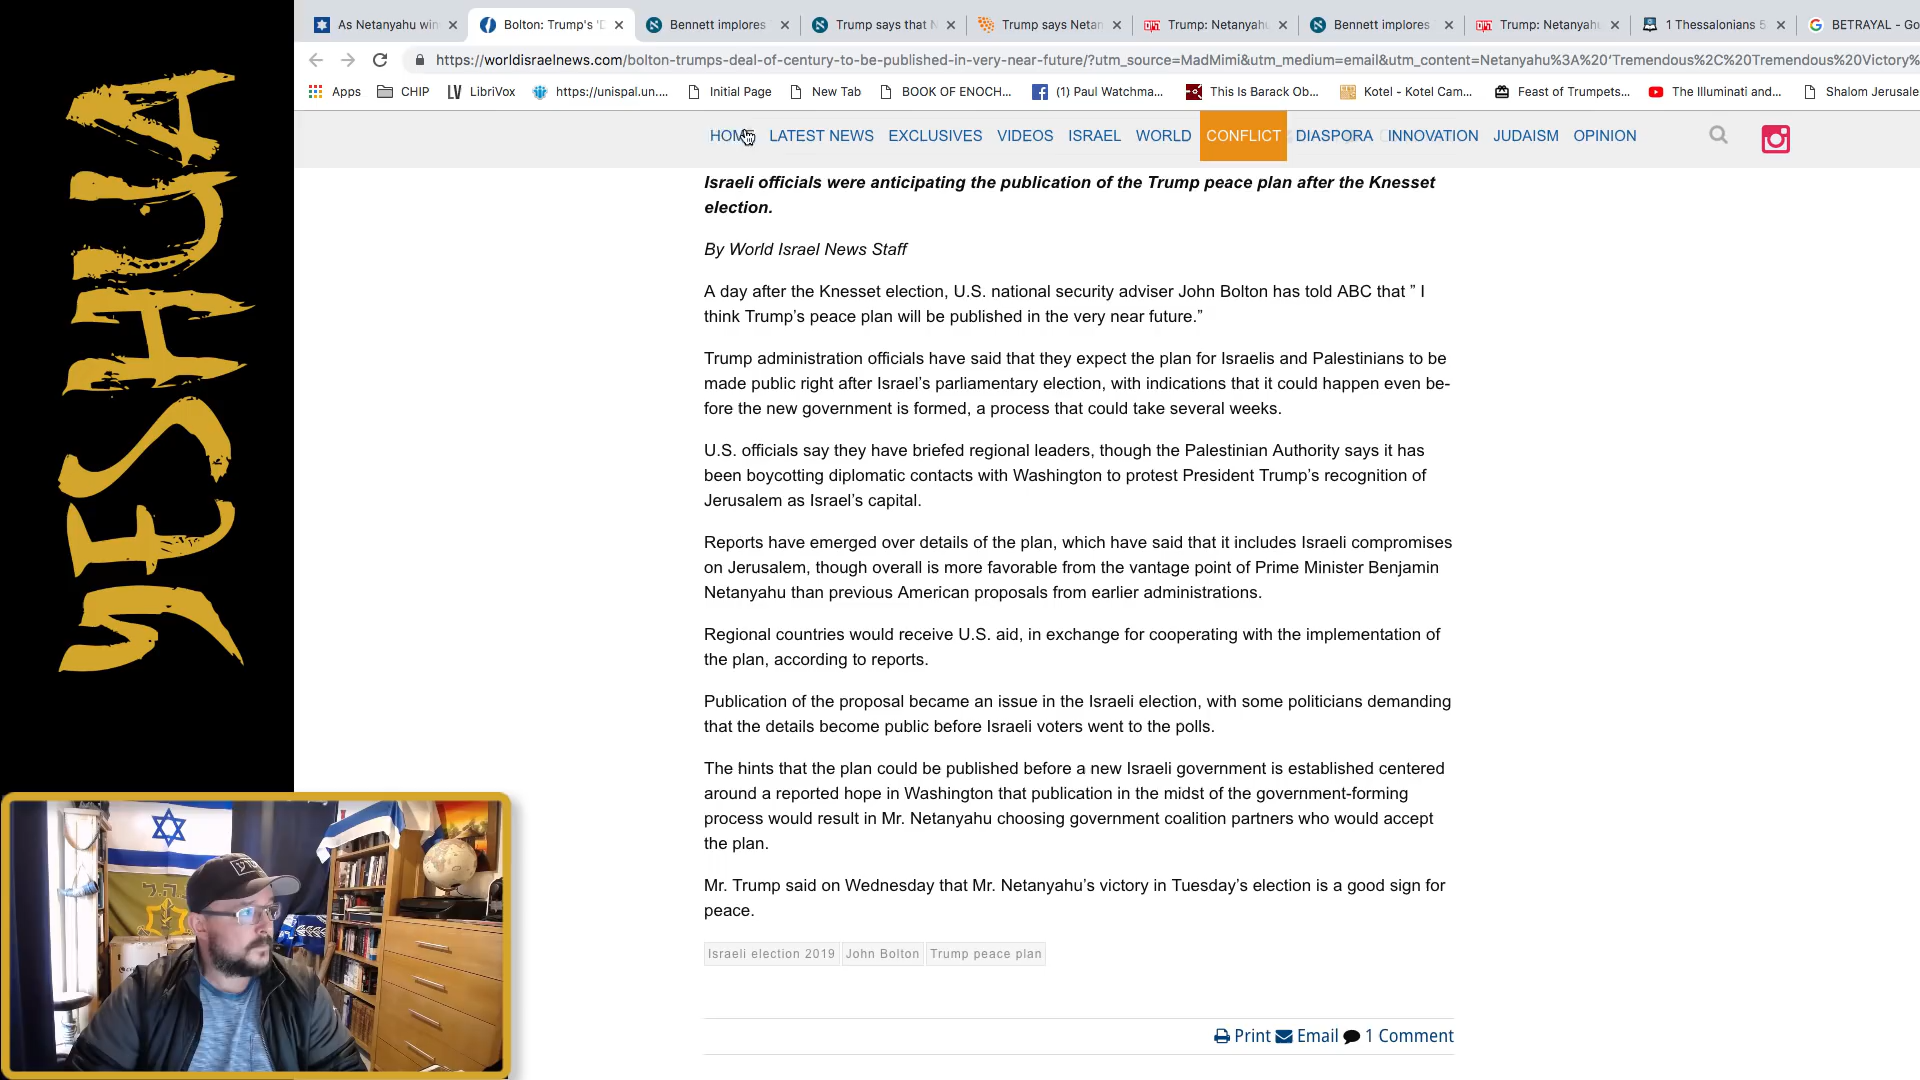 As Netanyahu win
Bolton: Trump's 'D
Bennett implores
Trump says that N
Trump says Netan
Trump: Netanyahu
Bennett implores
Trump: Netanyahu
1 Thessalonians 5
BETRAYAL - Go
https://worldisraelnews.com/bolton-trumps-deal-of-century-to-be-published-in-very-near-future/?utm_source=MadMimi&utm_medium=email&utm_content=Netanyahu%3A%20'Tremendous%2C%20Tremendous%20Victory%
Apps
CHIP
LibriVox
https://unispal.un....
Initial Page
New Tab
BOOK OF ENOCH...
(1) Paul Watchma...
This Is Barack Ob...
Kotel - Kotel Cam...
Feast of Trumpets...
The Illuminati and...
Shalom Jerusale
HOME LATEST NEWS EXCLUSIVES VIDEOS ISRAEL WORLD CONFLICT DIASPORA INNOVATION JUDAISM OPINION
YESHUA
Israeli officials were anticipating the publication of the Trump peace plan after the Knesset
election.
By World Israel News Staff
A day after the Knesset election, U.S. national security adviser John Bolton has told ABC that ” I
think Trump’s peace plan will be published in the very near future.”
Trump administration officials have said that they expect the plan for Israelis and Palestinians to be
made public right after Israel’s parliamentary election, with indications that it could happen even be-
fore the new government is formed, a process that could take several weeks.
U.S. officials say they have briefed regional leaders, though the Palestinian Authority says it has
been boycotting diplomatic contacts with Washington to protest President Trump’s recognition of
Jerusalem as Israel’s capital.
Reports have emerged over details of the plan, which have said that it includes Israeli compromises
on Jerusalem, though overall is more favorable from the vantage point of Prime Minister Benjamin
Netanyahu than previous American proposals from earlier administrations.
Regional countries would receive U.S. aid, in exchange for cooperating with the implementation of
the plan, according to reports.
Publication of the proposal became an issue in the Israeli election, with some politicians demanding
that the details become public before Israeli voters went to the polls.
The hints that the plan could be published before a new Israeli government is established centered
around a reported hope in Washington that publication in the midst of the government-forming
process would result in Mr. Netanyahu choosing government coalition partners who would accept
the plan.
Mr. Trump said on Wednesday that Mr. Netanyahu’s victory in Tuesday’s election is a good sign for
peace.
Israeli election 2019
John Bolton
Trump peace plan
Print Email 1 Comment